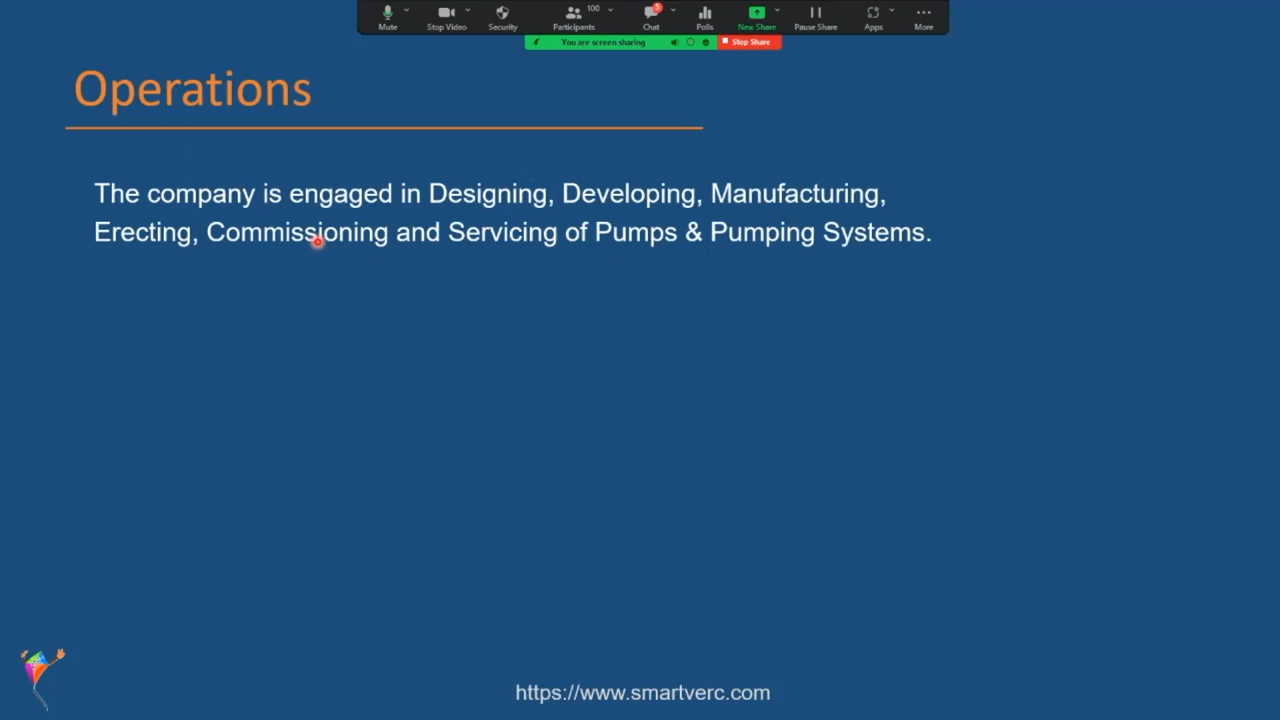 Mute
Stop Video
Security
Participants
100
Chat
5
Polls
New Share
Pause Share
Apps
More
You are screen sharing
Stop Share
Operations
The company is engaged in Designing, Developing, Manufacturing,
Erecting, Commissioning and Servicing of Pumps & Pumping Systems.
https://www.smartverc.com